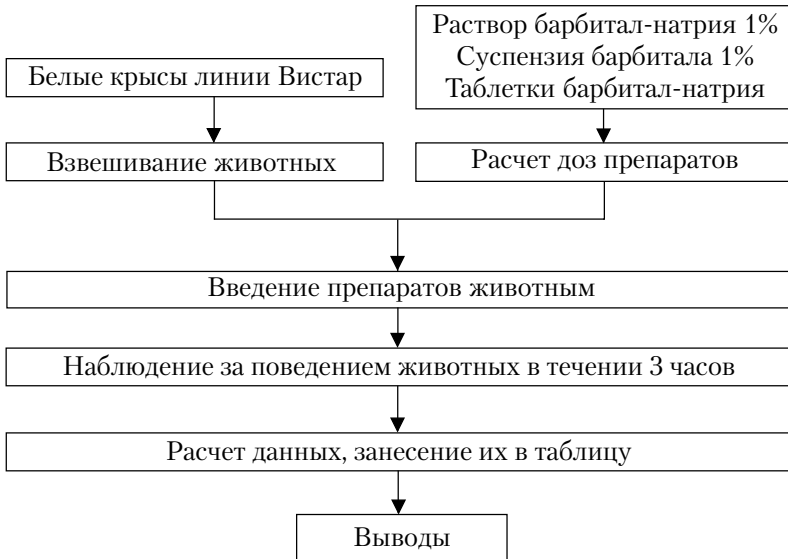 Белые крысы линии Вистар
Раствор барбитал-натрия 1%
Суспензия барбитала 1%
Таблетки барбитал-натрия
Взвешивание животных
Расчет доз препаратов
Введение препаратов животным
Наблюдение за поведением животных в течении 3 часов
Расчет данных, занесение их в таблицу
Выводы